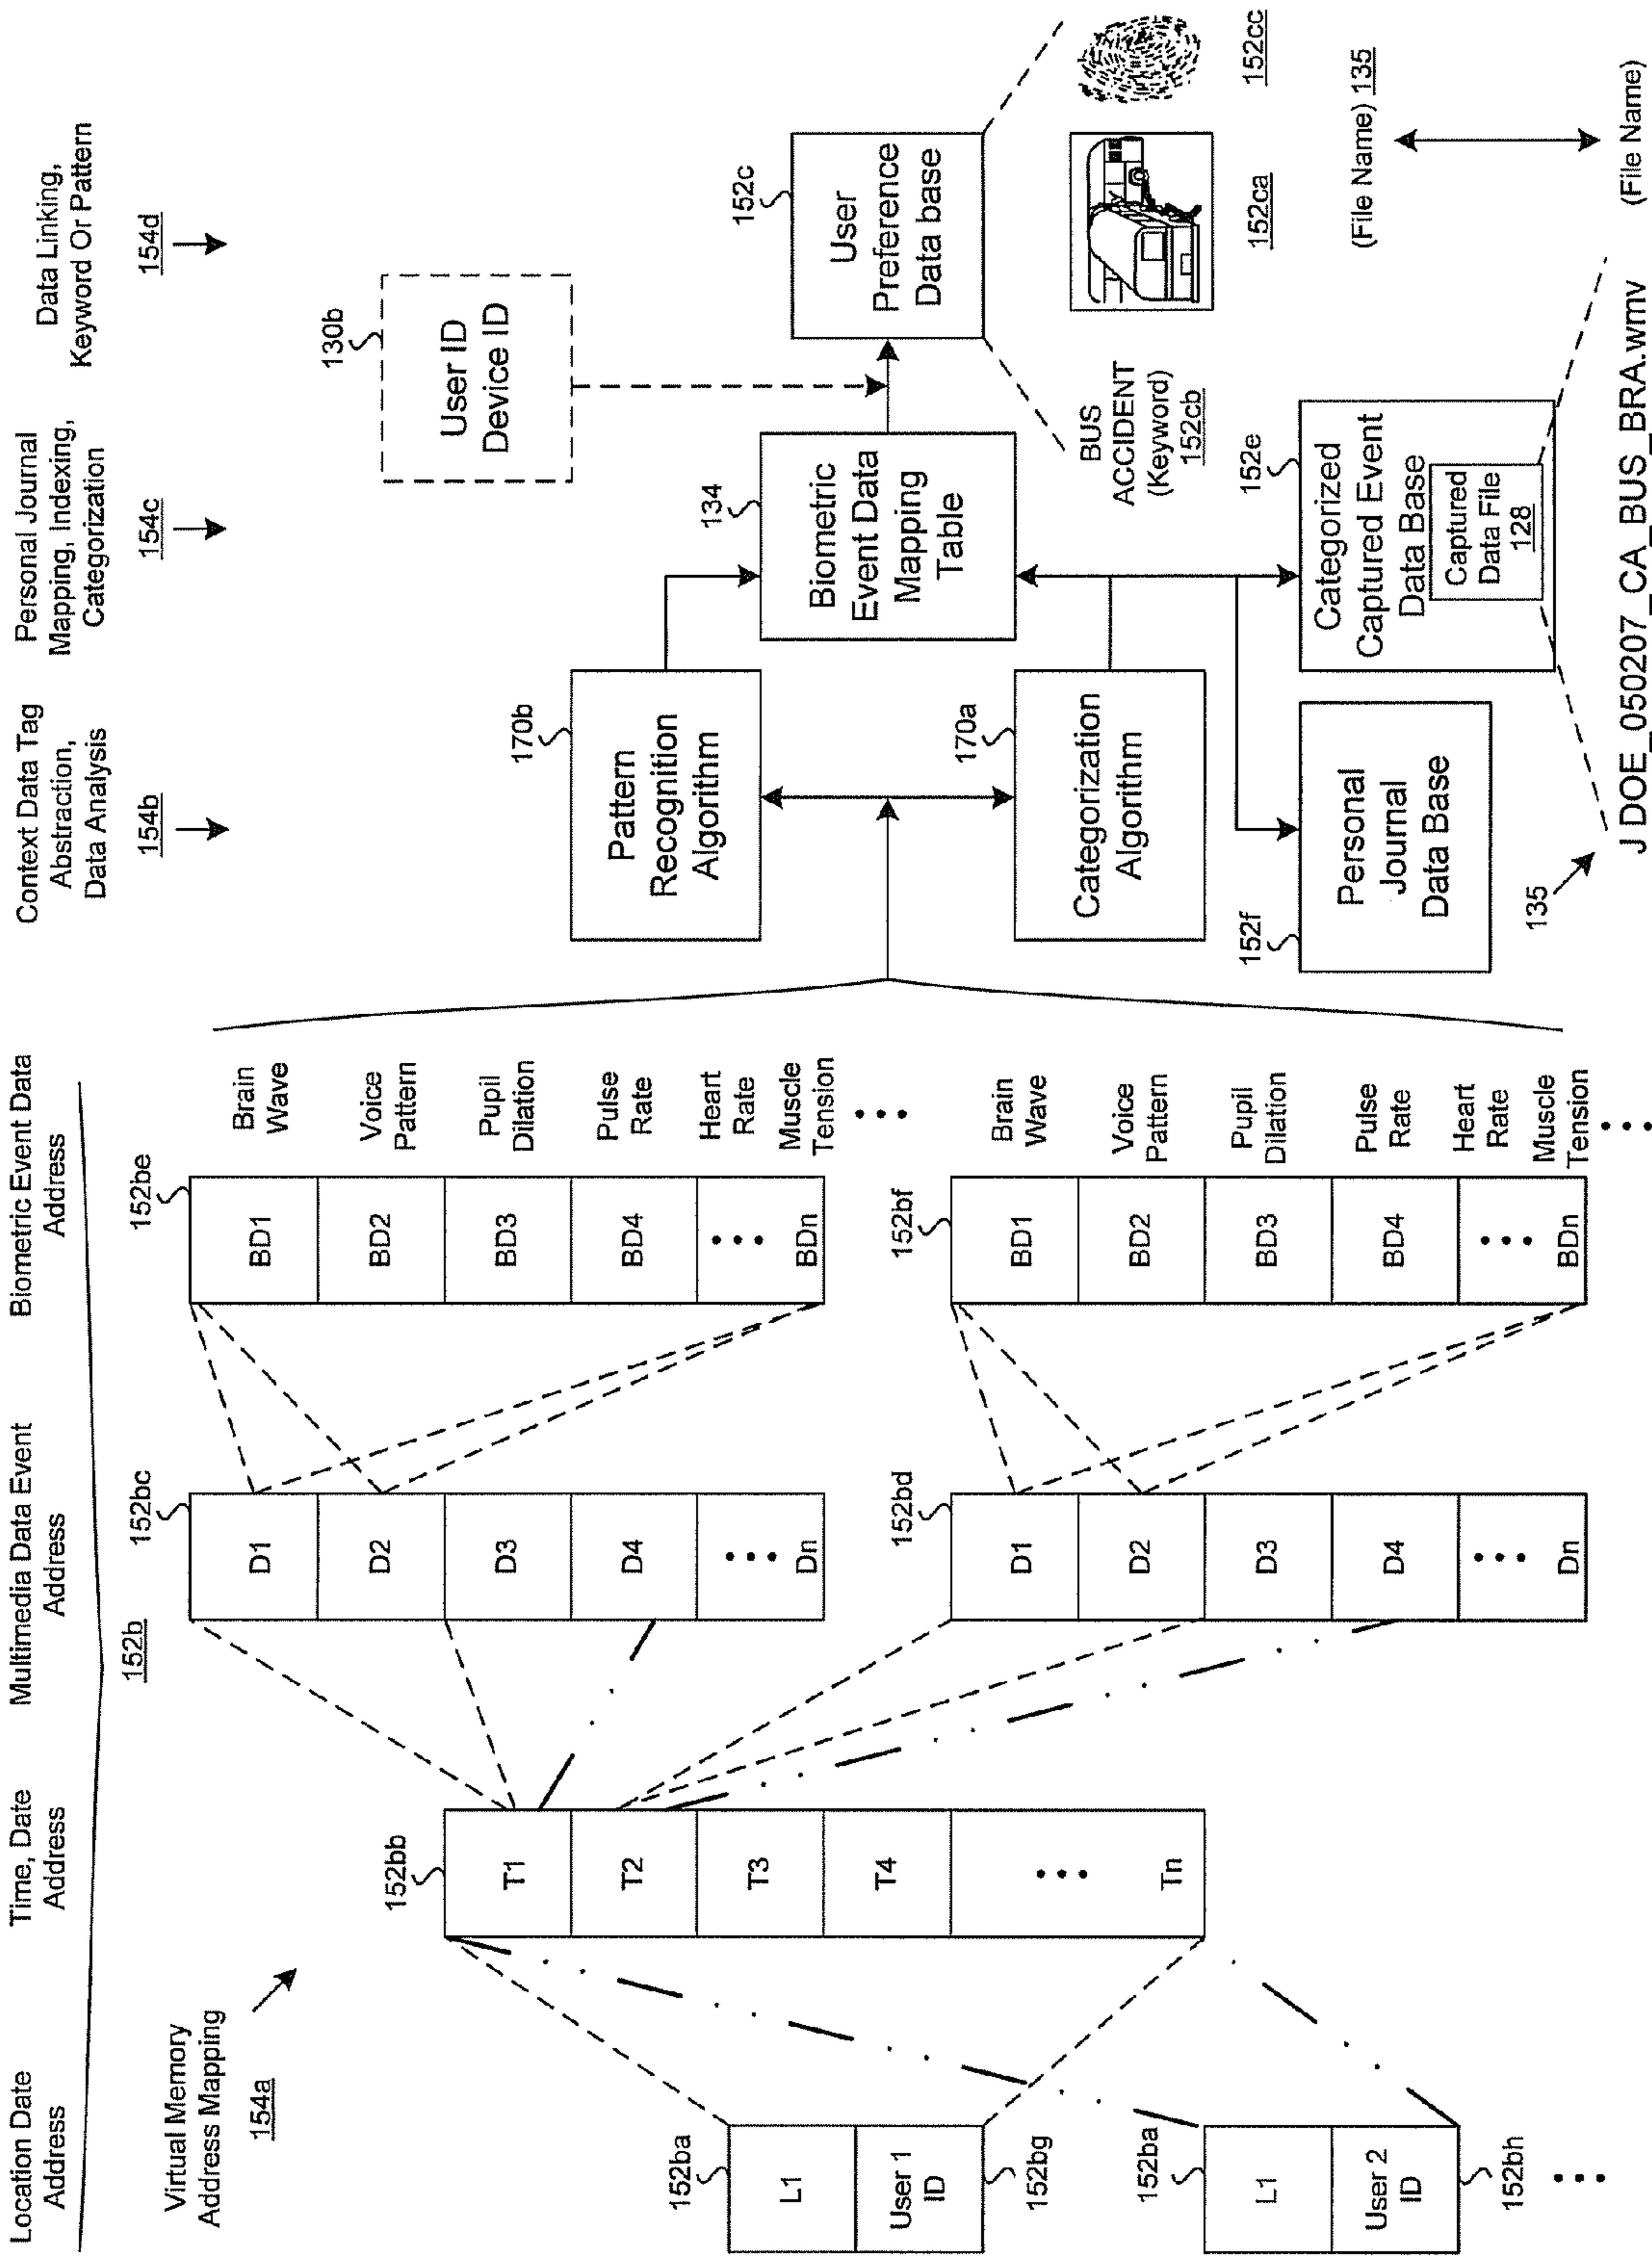 Location Date
Address
Time, Date
Address
Multimedia Data Event
Address
Biometric Event Data
Address
Context Data Tag
Abstraction,
Data Analysis
Personal Journal
Mapping, Indexing,
Categorization
Data Linking,
Keyword Or Pattern
Virtual Memory
Address Mapping
154a
152b
154b
154c
154d
152ba
L1
User 1
ID
152bg
152ba
L1
User 2
ID
152bh
152bb
T1
T2
T3
T4
Tn
152bc
D1
D2
D3
D4
Dn
152bd
D1
D2
D3
D4
Dn
152be
BD1
BD2
BD3
BD4
BDn
152bf
BD1
BD2
BD3
BD4
BDn
Brain
Wave
Voice
Pattern
Pupil
Dilation
Pulse
Rate
Heart
Rate
Muscle
Tension
Brain
Wave
Voice
Pattern
Pupil
Dilation
Pulse
Rate
Heart
Rate
Muscle
Tension
170b
Pattern
Recognition
Algorithm
170a
Categorization
Algorithm
152f
Personal
Journal
Data Base
134
Biometric
Event Data
Mapping
Table
130b
User ID
Device ID
152c
User
Preference
Data base
BUS
ACCIDENT
(Keyword)
152cb
152ca
152cc
152e
Categorized
Captured Event
Data Base
Captured
Data File
128
(File Name) 135
135
J DOE_050207_CA_BUS_BRA.wmv (File Name)